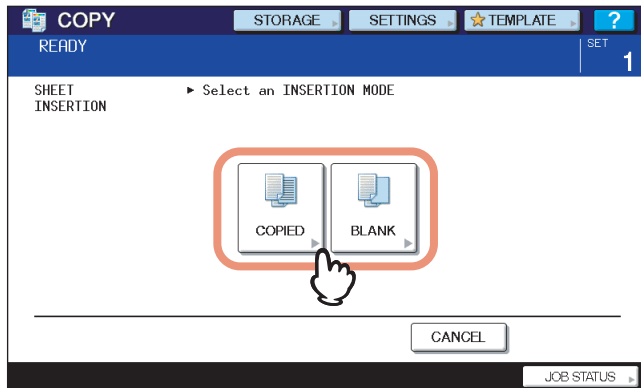 COPY STORAGE SETTINGS TEMPLATE ?
READY SET
1
SHEET ► Select an INSERTION MODE
INSERTION
COPIED BLANK
CANCEL
JOB STATUS